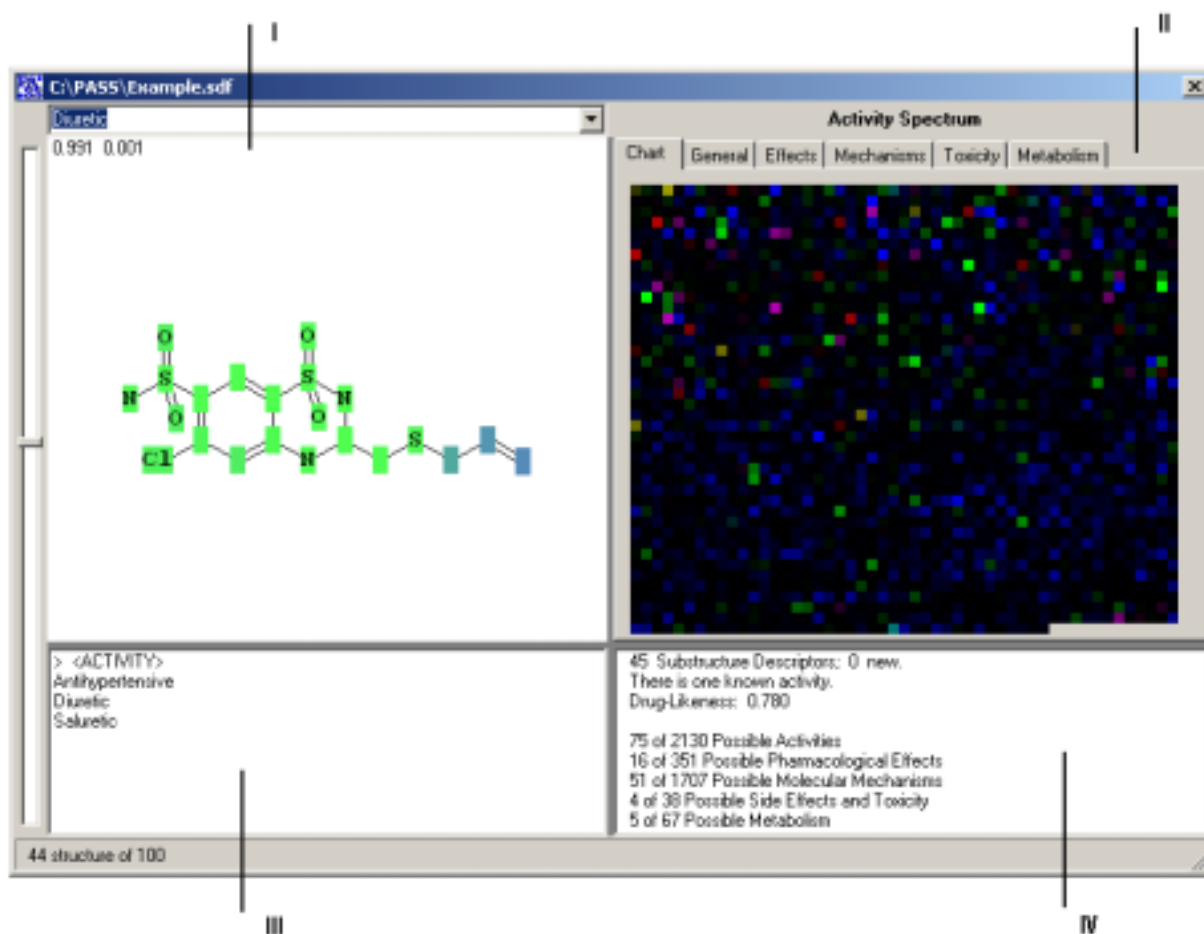 I
II
C:\PASS\Example.sdf
Diuretic
0.991 0.001
Activity Spectrum
Chart General Effects Mechanisms Toxicity Metabolism
O O
S S
N O O N
Cl N S
> <ACTIVITY>
Antihypertensive
Diuretic
Saluretic
45 Substructure Descriptors; 0 new.
There is one known activity.
Drug-Likeness: 0.780
75 of 2130 Possible Activities
16 of 351 Possible Pharmacological Effects
51 of 1707 Possible Molecular Mechanisms
4 of 38 Possible Side Effects and Toxicity
5 of 67 Possible Metabolism
44 structure of 100
III
IV